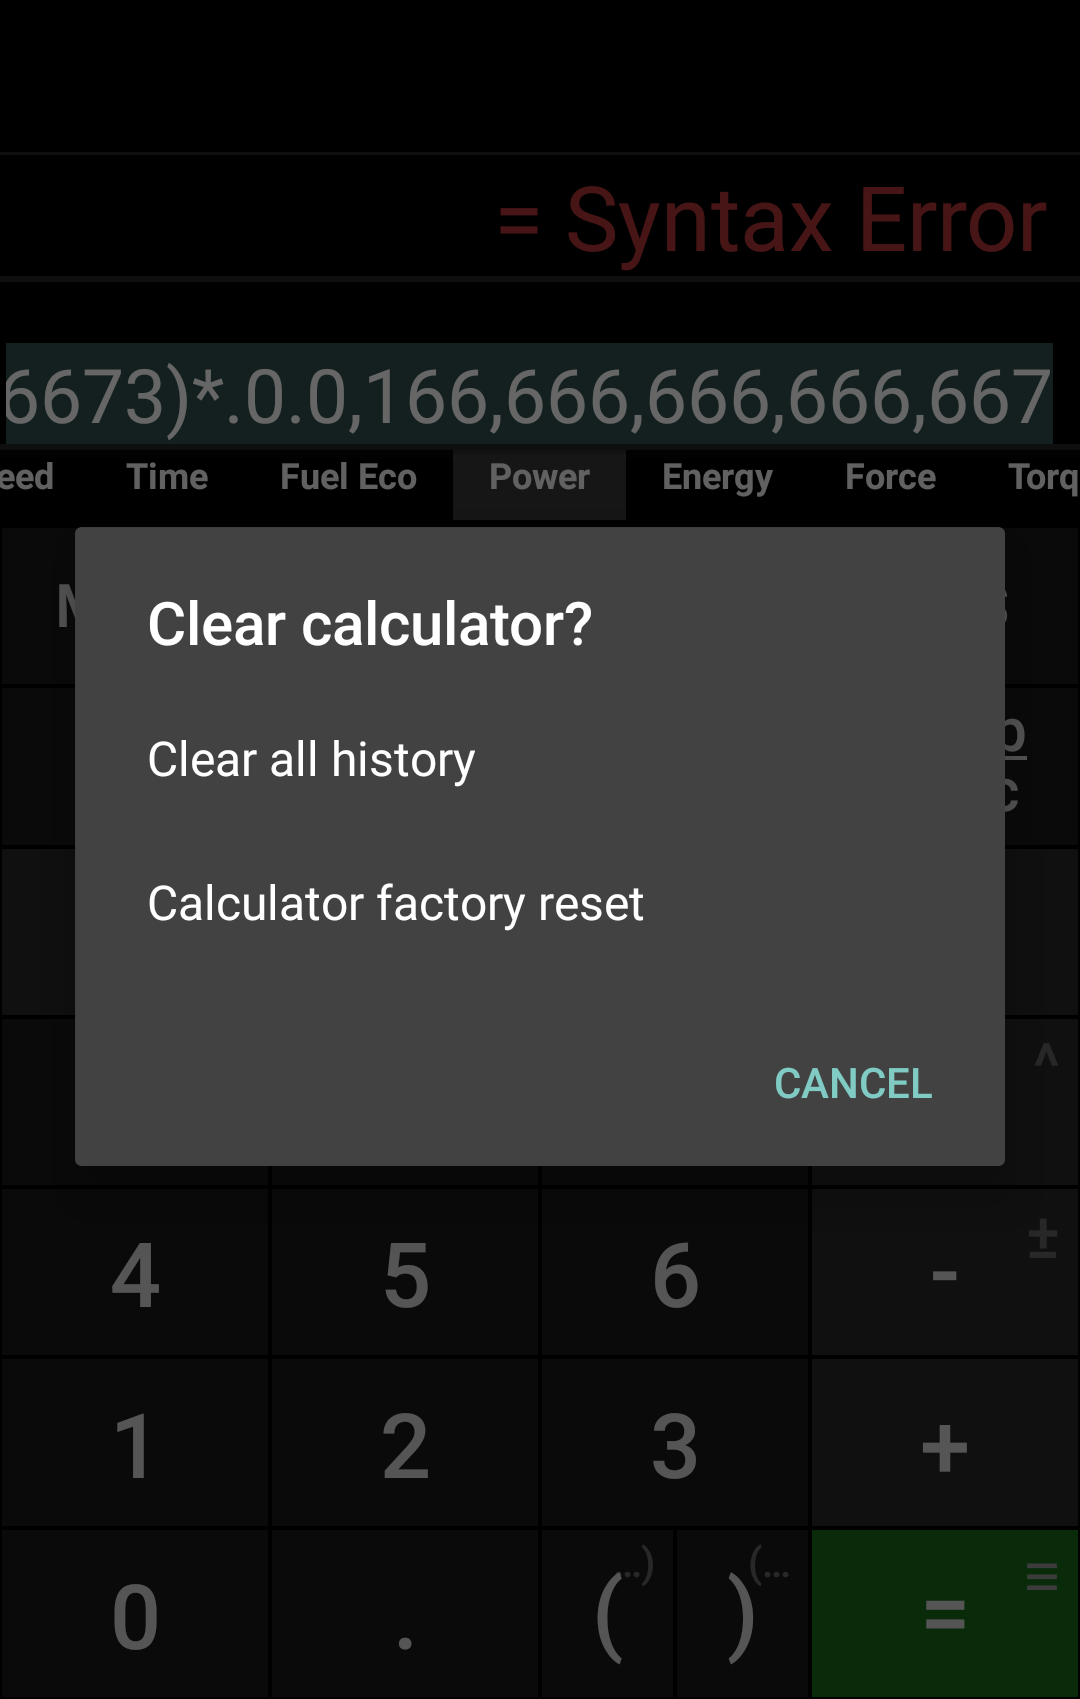 = Syntax Error
6673)*.0.0,166,666,666,666,667
eed Time Fuel Eco Power Energy Force Torq
Clear calculator?
Clear all history
Calculator factory reset
CANCEL
^
4 5 6 - ±
1 2 3 +
0 . ( ..) ) (... =